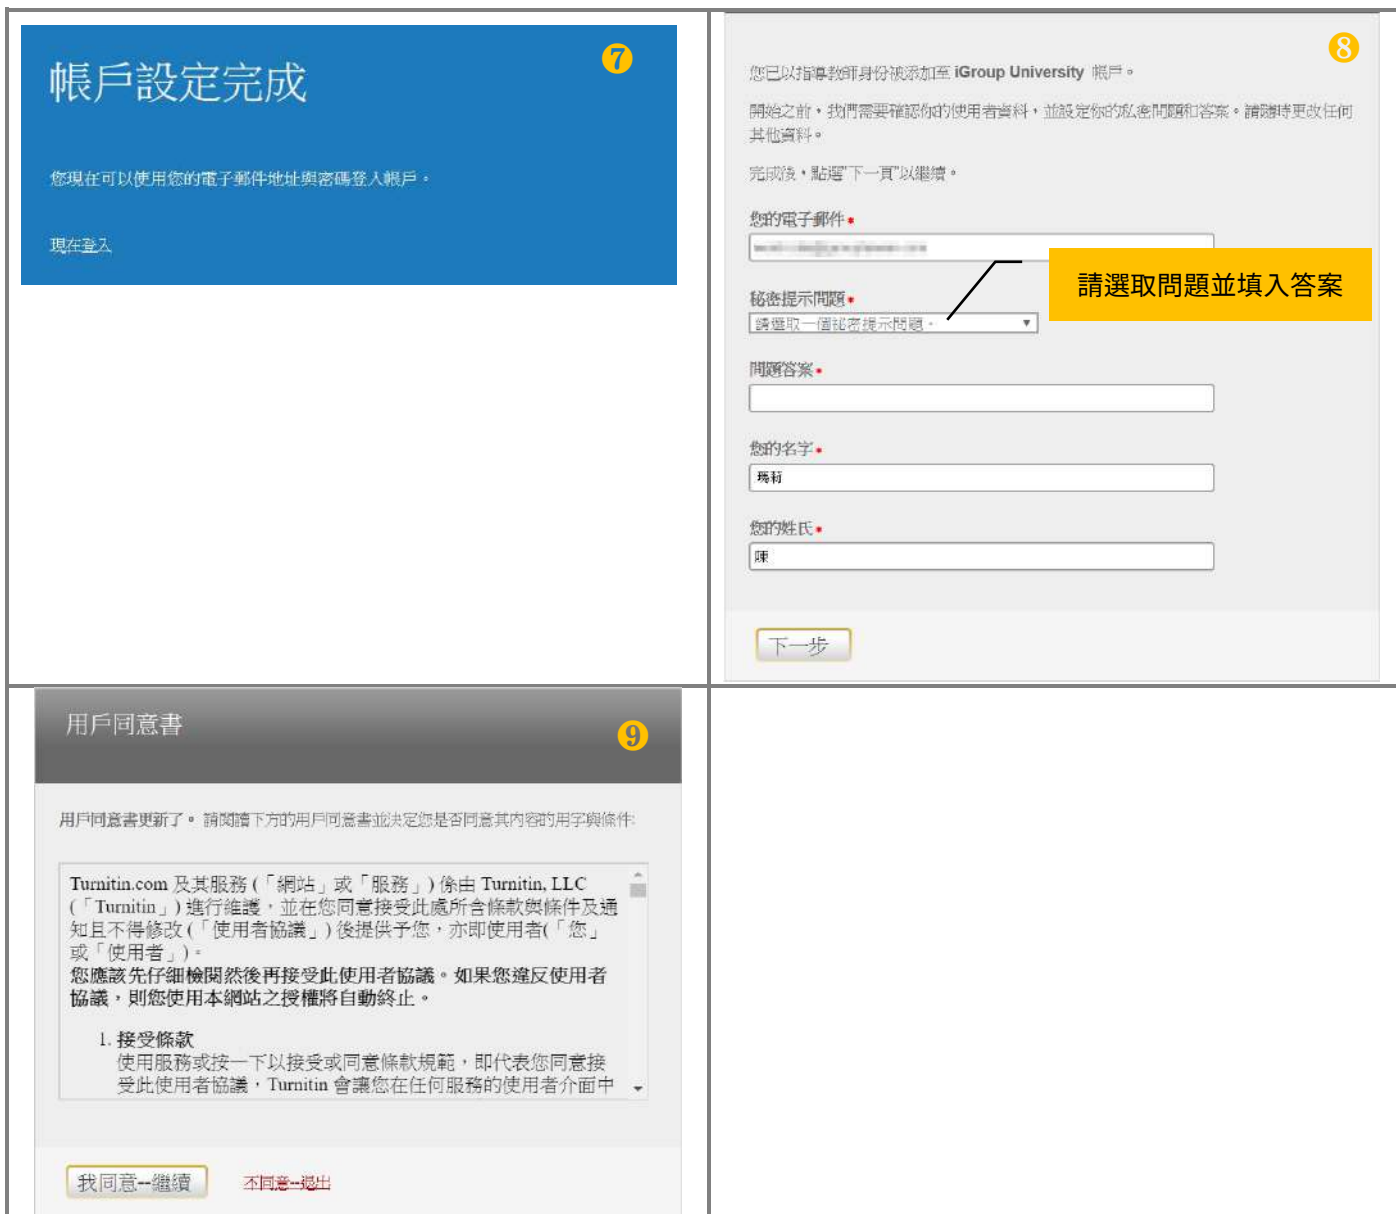 帳戶設定完成
❼
您現在可以使用您的電子郵件地址與密碼登入帳戶。
現在登入
❽
您已以指導教師身份被添加至 iGroup University 帳戶。
開始之前，我們需要確認你的使用者資料，並設定你的私密問題和答案。請隨時更改任何
其他資料。
完成後，點選"下一頁"以繼續。
您的電子郵件*
請選取問題並填入答案
秘密提示問題*
請選取一個祕密提示問題。
問題答案*
您的名字*
瑪莉
您的姓氏*
陳
下一步
用戶同意書
❾
用戶同意書更新了。 請閱讀下方的用戶同意書並決定您是否同意其內容的用字與條件:
Turnitin.com 及其服務 (「網站」或「服務」) 係由 Turnitin, LLC
(「Turnitin」) 進行維護，並在您同意接受此處所含條款與條件及通
知且不得修改 (「使用者協議」) 後提供予您，亦即使用者(「您」
或「使用者」)。
您應該先仔細檢閱然後再接受此使用者協議。如果您違反使用者
協議，則您使用本網站之授權將自動終止。
1. 接受條款
使用服務或按一下以接受或同意條款規範，即代表您同意接
受此使用者協議，Turnitin 會讓您在任何服務的使用者介面中
我同意--繼續
不同意--退出